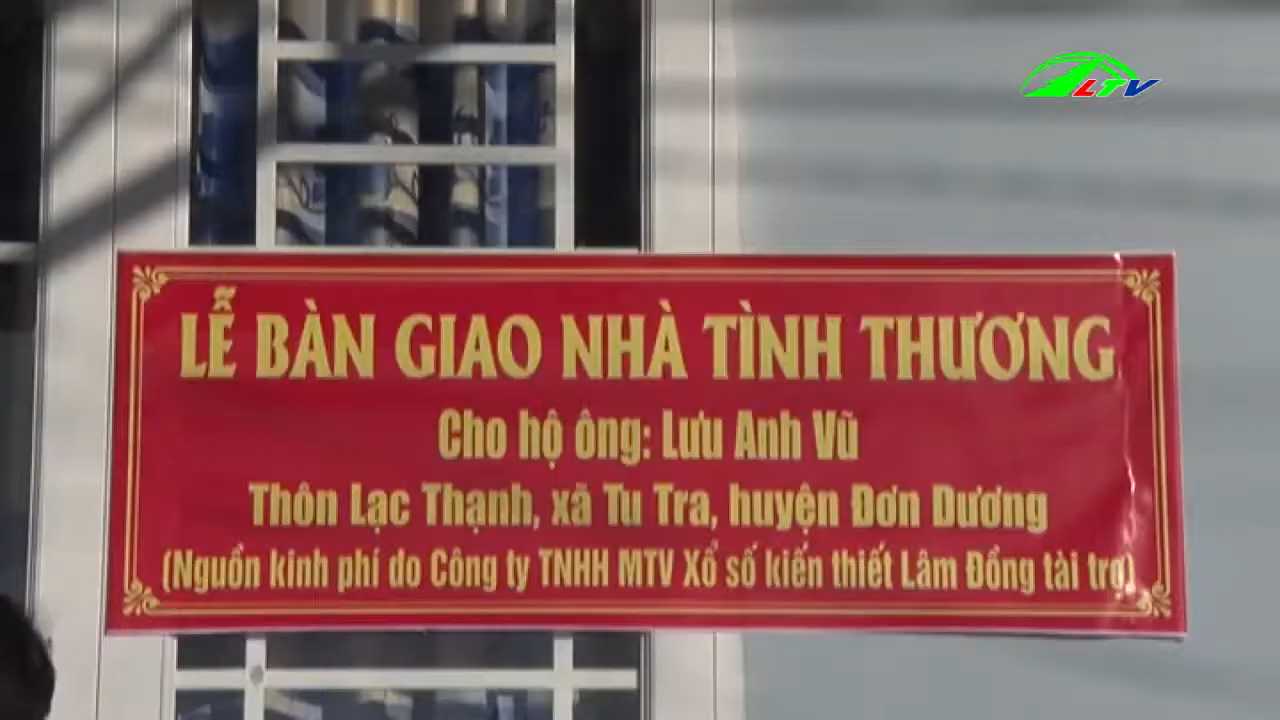 LTV
LỄ BÀN GIAO NHÀ TÌNH THƯƠNG
Cho hộ ông: Lưu Anh Vũ
Thôn Lạc Thạnh, xã Tu Tra, huyện Đơn Dương
(Nguồn kinh phí do Công ty TNHH MTV Xổ số kiến thiết Lâm Đồng tài trợ)